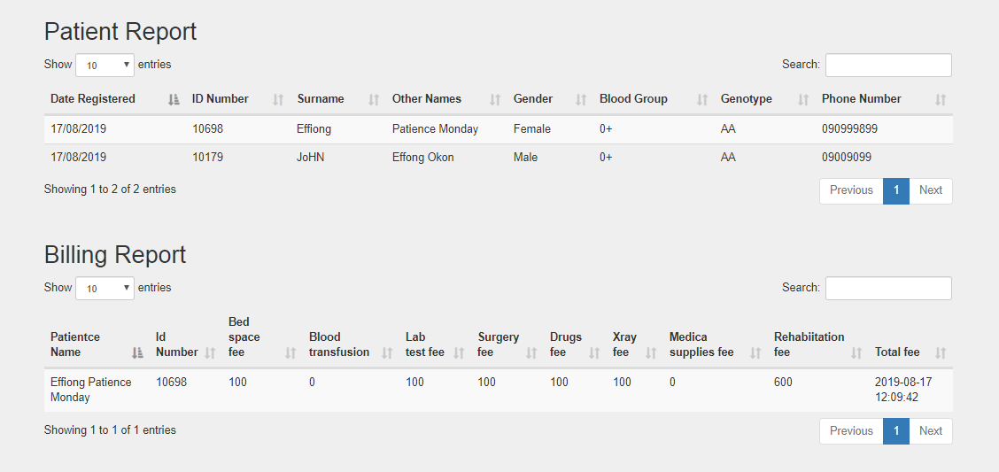 Patient Report
Show 10 entries Search:
Date Registered ID Number Surname Other Names Gender Blood Group Genotype Phone Number
17/08/2019 10698 Effiong Patience Monday Female 0+ AA 090999899
17/08/2019 10179 JoHN Effong Okon Male 0+ AA 09009099
Showing 1 to 2 of 2 entries Previous 1 Next
Billing Report
Show 10 entries Search:
Bed
Patientce Id space Blood Lab Surgery Drugs Xray Medica Rehabiitation
Name Number fee transfusion test fee fee fee fee supplies fee fee Total fee
Effiong Patience 10698 100 0 100 100 100 100 0 600 2019-08-17
Monday 12:09:42
Showing 1 to 1 of 1 entries Previous 1 Next